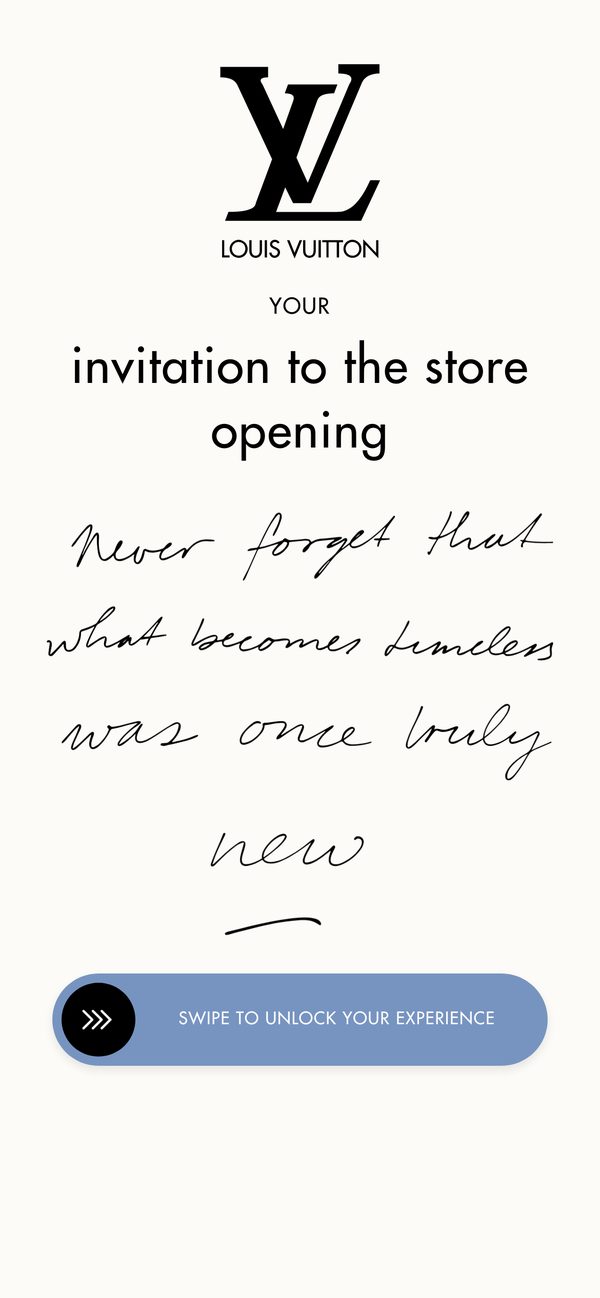 LV
LOUIS VUITTON
YOUR
invitation to the store
opening
Never forget that
what becomes timeless
was once truly
new
SWIPE TO UNLOCK YOUR EXPERIENCE